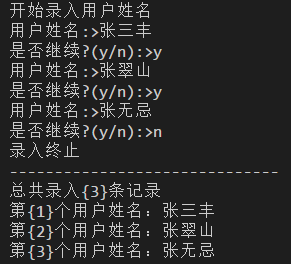 开始录入用户姓名
用户姓名:>张三丰
是否继续?(y/n):>y
用户姓名:>张翠山
是否继续?(y/n):>y
用户姓名:>张无忌
是否继续?(y/n):>n
录入终止
------------------------------
总共录入{3}条记录
第{1}个用户姓名: 张三丰
第{2}个用户姓名: 张翠山
第{3}个用户姓名: 张无忌